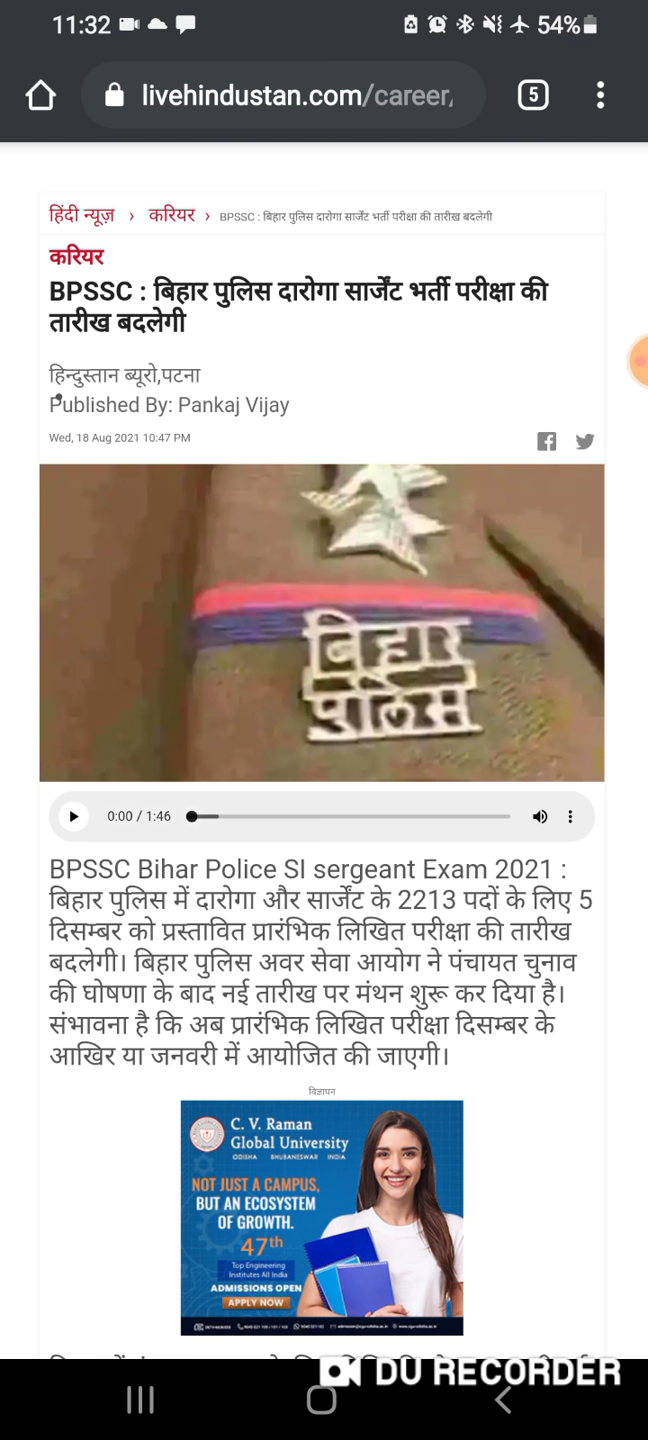 11:32
54%
livehindustan.com/career,
5
हिंदी न्यूज़ › करियर › BPSSC : बिहार पुलिस दारोगा सार्जेंट भर्ती परीक्षा की तारीख बदलेगी
करियर
BPSSC : बिहार पुलिस दारोगा सार्जेंट भर्ती परीक्षा की
तारीख बदलेगी
हिन्दुस्तान ब्यूरो,पटना
Published By: Pankaj Vijay
Wed, 18 Aug 2021 10:47 PM
बिहार
पुलिस
0:00 / 1:46
BPSSC Bihar Police SI sergeant Exam 2021 :
बिहार पुलिस में दारोगा और सार्जेंट के 2213 पदों के लिए 5
दिसम्बर को प्रस्तावित प्रारंभिक लिखित परीक्षा की तारीख
बदलेगी। बिहार पुलिस अवर सेवा आयोग ने पंचायत चुनाव
की घोषणा के बाद नई तारीख पर मंथन शुरू कर दिया है।
संभावना है कि अब प्रारंभिक लिखित परीक्षा दिसम्बर के
आखिर या जनवरी में आयोजित की जाएगी।
विज्ञापन
C. V. Raman
Global University
ODISHA BHUBANESWAR INDIA
NOT JUST A CAMPUS,
BUT AN ECOSYSTEM
OF GROWTH.
47th
Top Engineering
Institutes All India
ADMISSIONS OPEN
APPLY NOW
DU RECORDER